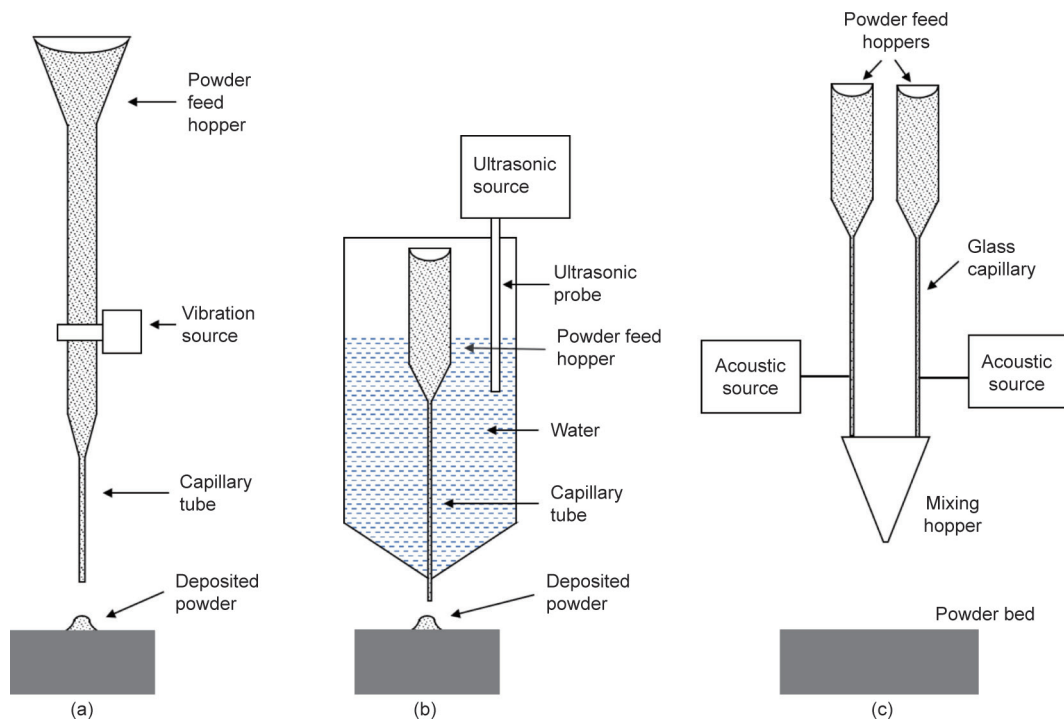 Powder
feed
hopper
Vibration
source
Capillary
tube
Deposited
powder
(a)
Ultrasonic
source
Ultrasonic
probe
Powder feed
hopper
Water
Capillary
tube
Deposited
powder
(b)
Powder feed
hoppers
Glass
capillary
Acoustic
source
Acoustic
source
Mixing
hopper
Powder bed
(c)